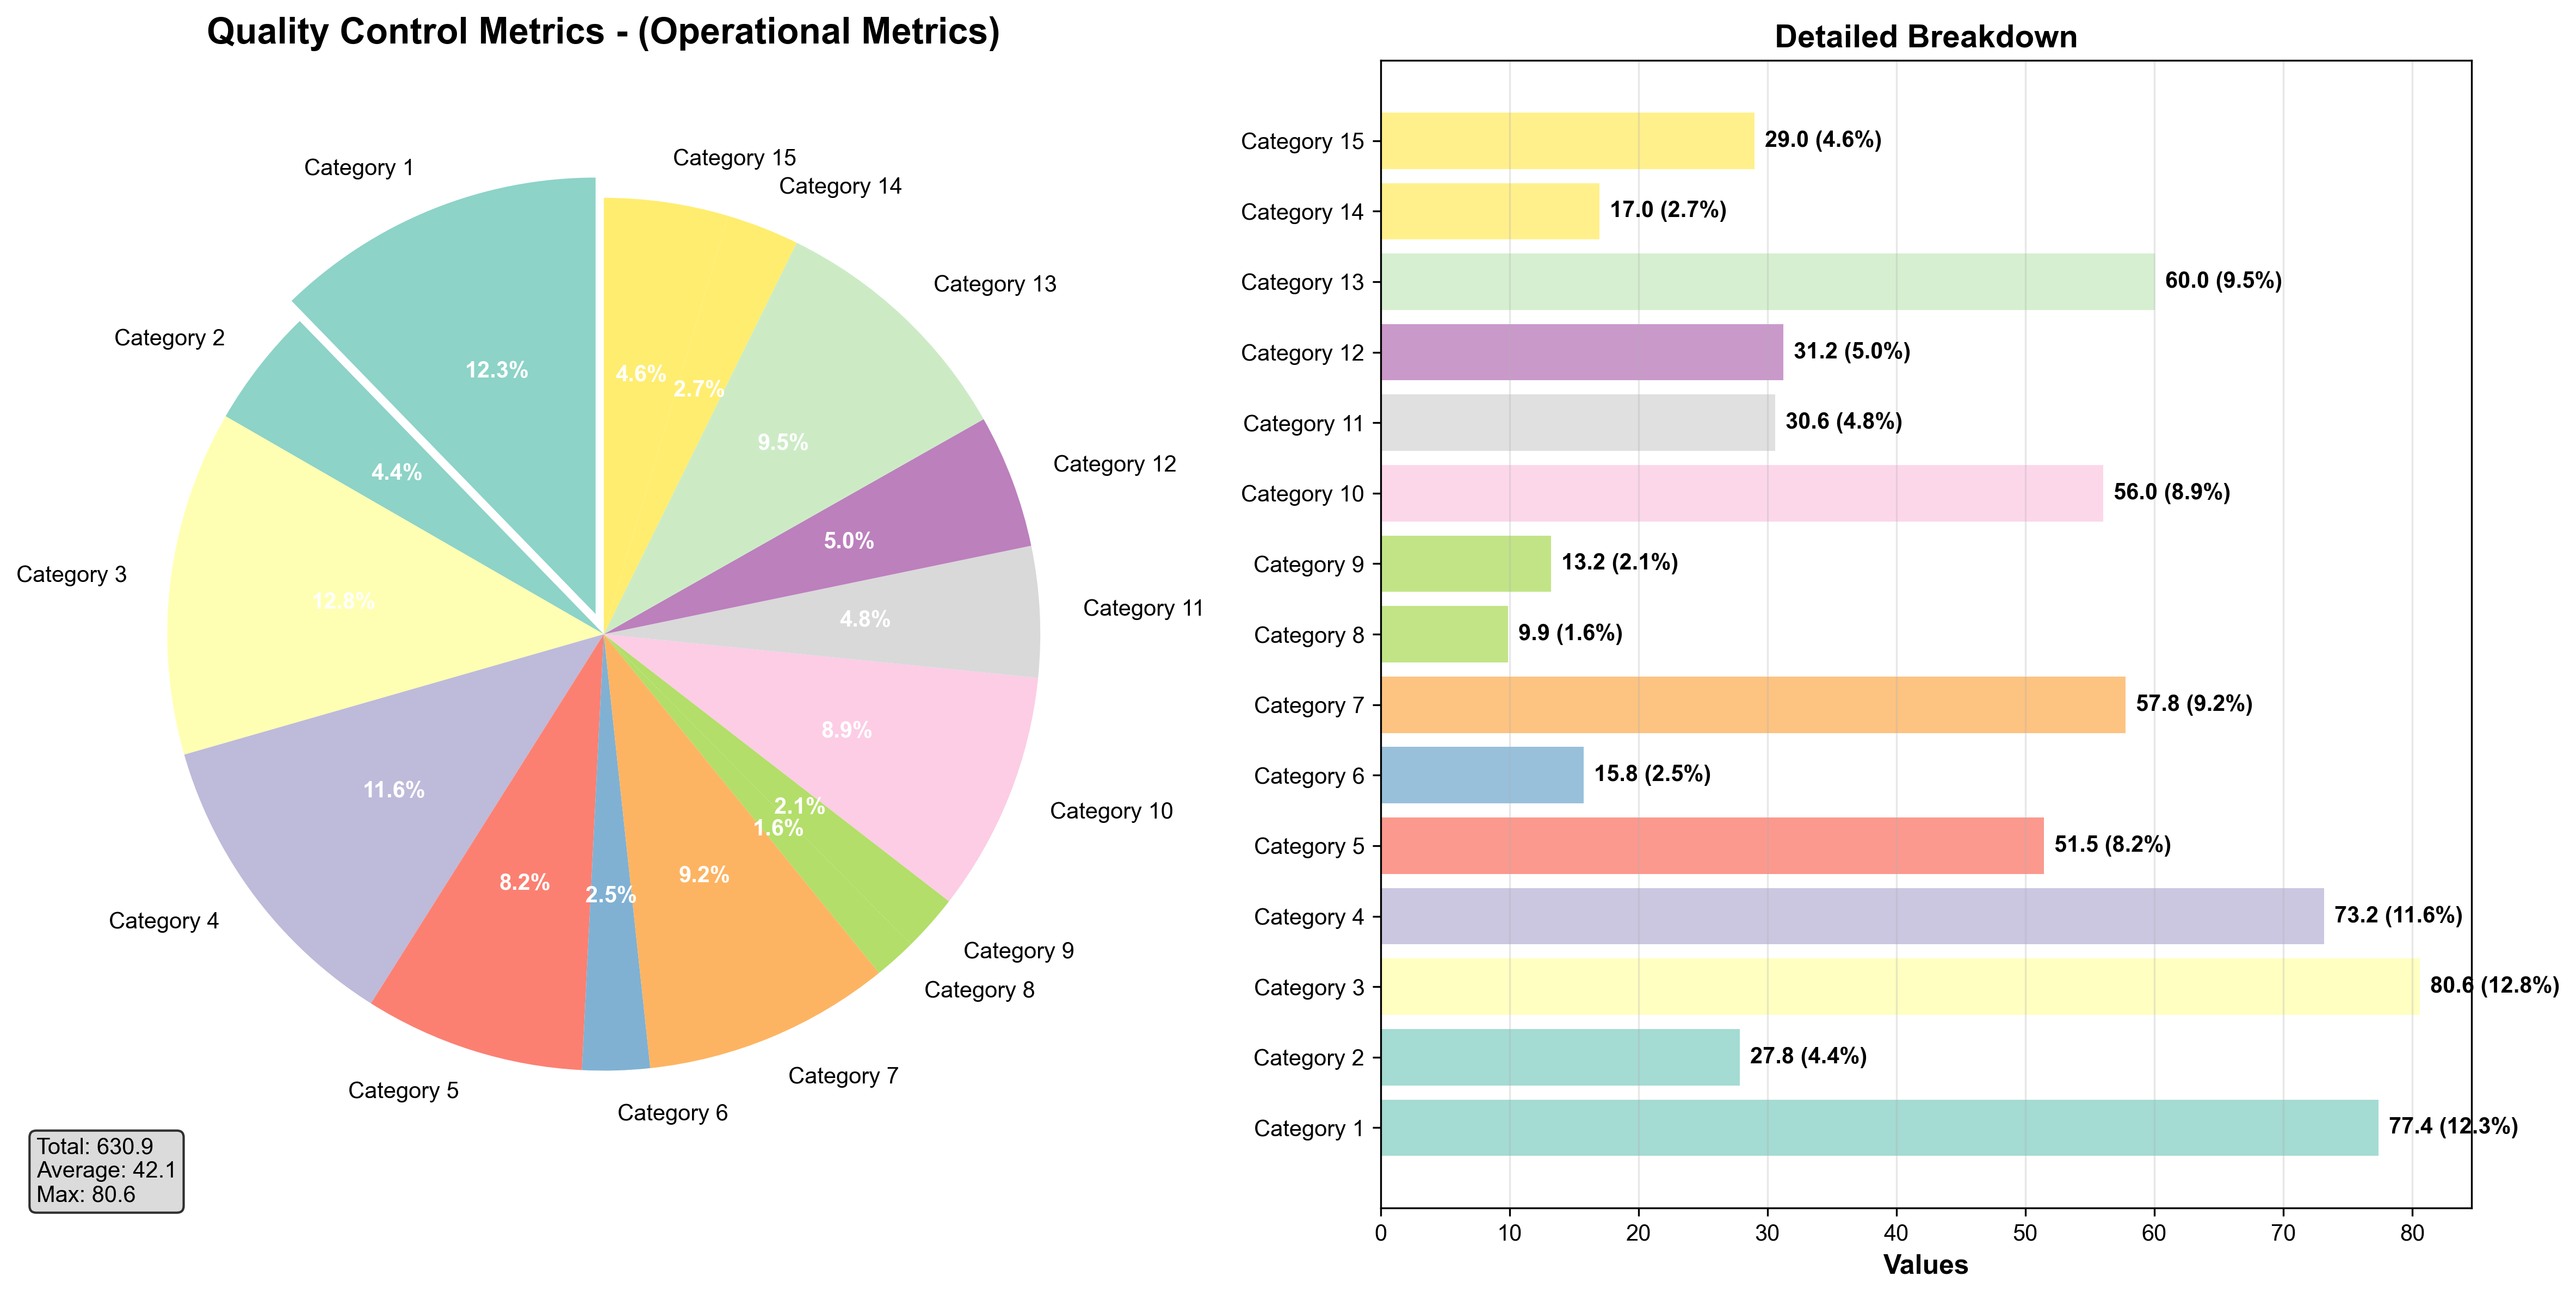 Quality Control Metrics - (Operational Metrics)
Category 1
Category 2
Category 3
Category 4
Category 5
Category 6
Category 7
Category 8
Category 9
Category 10
Category 11
Category 12
Category 13
Category 14
Category 15
12.3%
4.4%
12.8%
11.6%
8.2%
2.5%
9.2%
1.6%
2.1%
8.9%
4.8%
5.0%
9.5%
2.7%
4.6%
Total: 630.9
Average: 42.1
Max: 80.6
Detailed Breakdown
Category 15 29.0 (4.6%)
Category 14 17.0 (2.7%)
Category 13 60.0 (9.5%)
Category 12 31.2 (5.0%)
Category 11 30.6 (4.8%)
Category 10 56.0 (8.9%)
Category 9 13.2 (2.1%)
Category 8 9.9 (1.6%)
Category 7 57.8 (9.2%)
Category 6 15.8 (2.5%)
Category 5 51.5 (8.2%)
Category 4 73.2 (11.6%)
Category 3 80.6 (12.8%)
Category 2 27.8 (4.4%)
Category 1 77.4 (12.3%)
0 10 20 30 40 50 60 70 80
Values